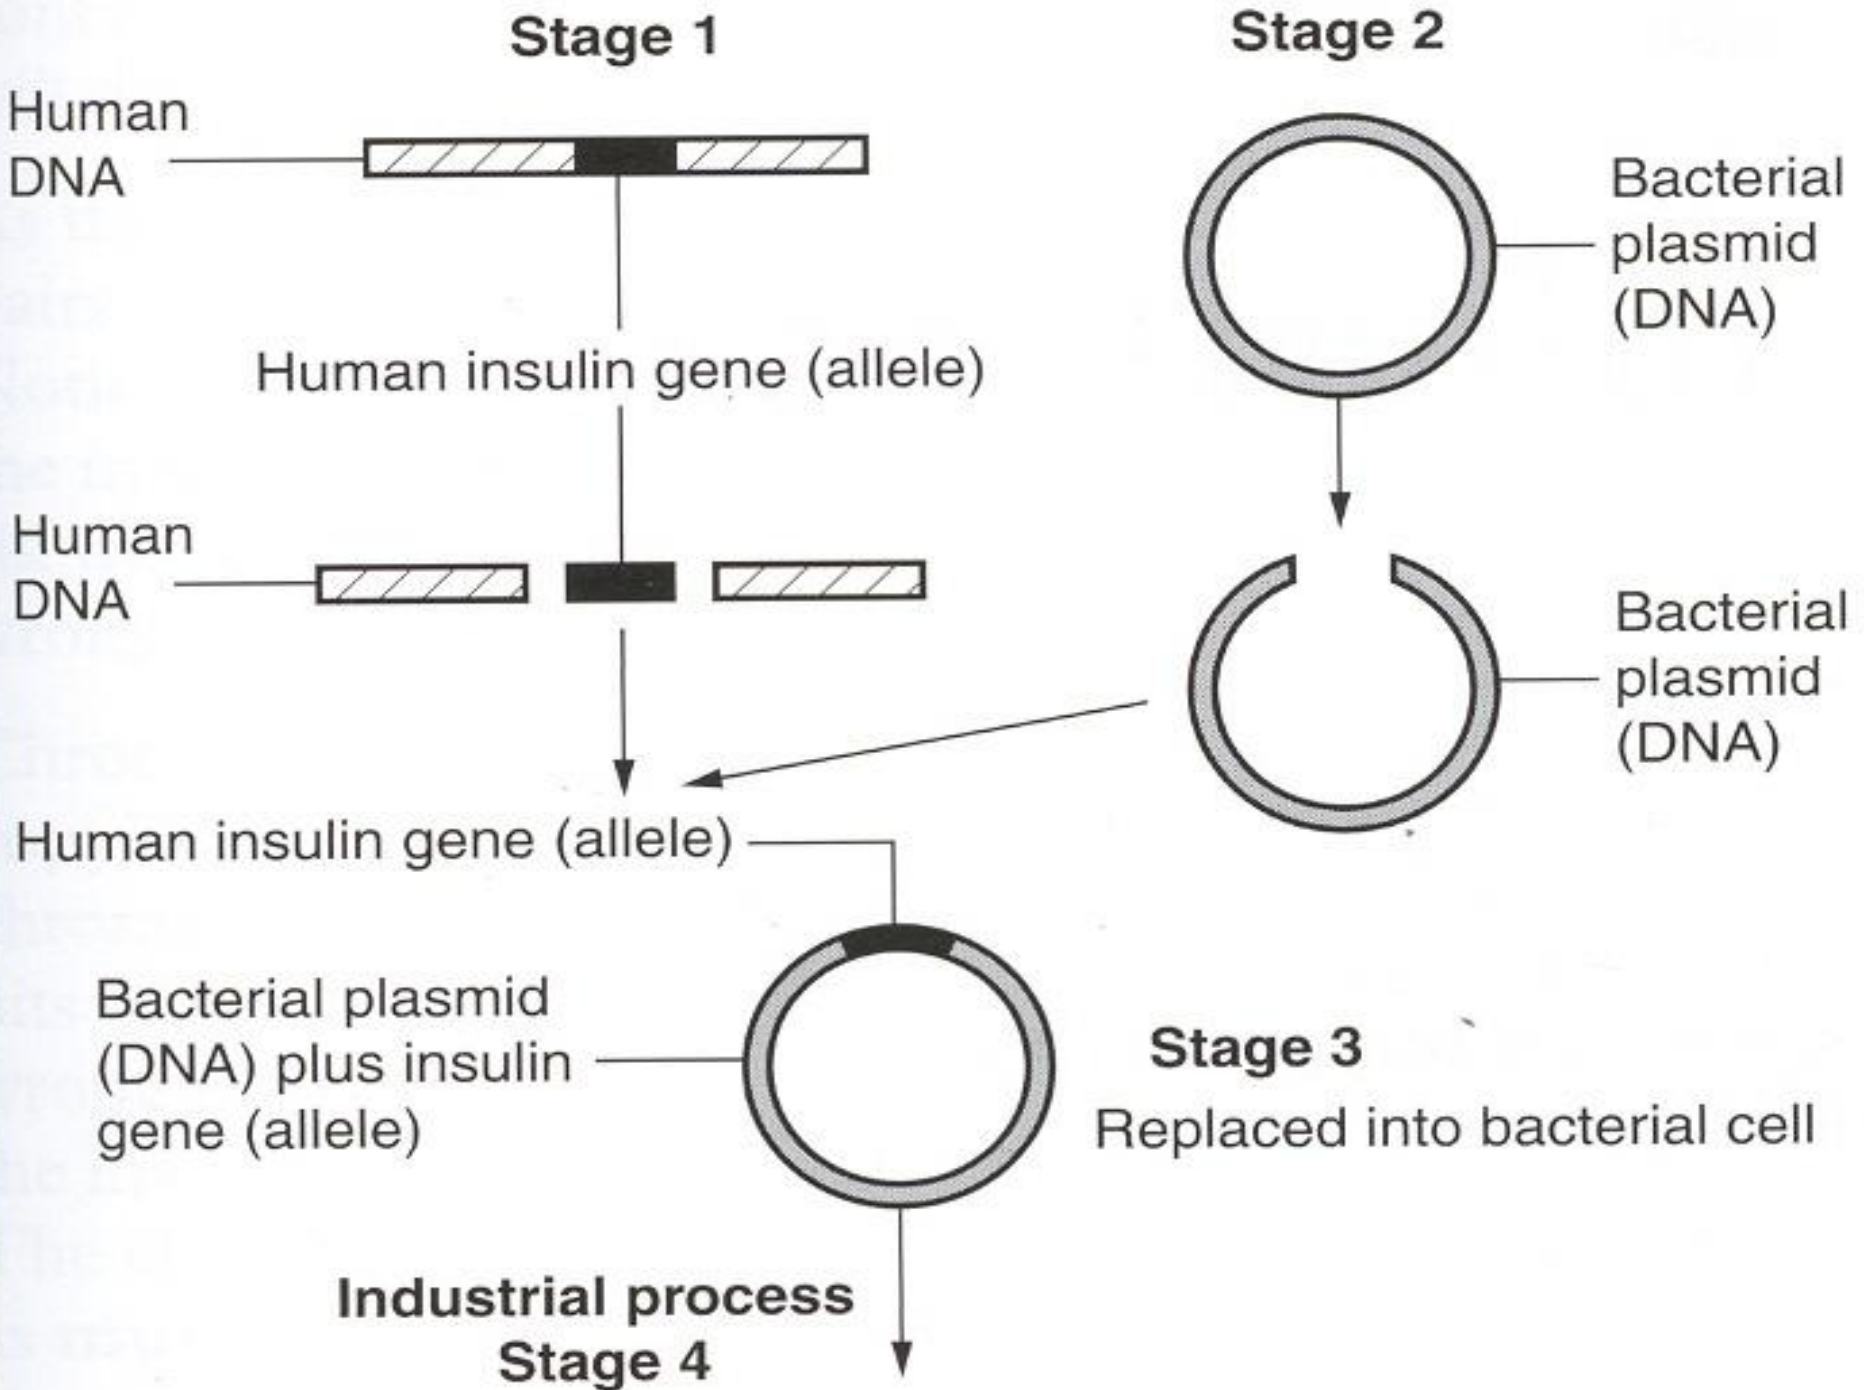 Stage 1
Stage 2
Human
DNA
Bacterial
plasmid
(DNA)
Human insulin gene (allele)
Human
DNA
Bacterial
plasmid
(DNA)
Human insulin gene (allele)
Bacterial plasmid
(DNA) plus insulin
gene (allele)
Stage 3
Replaced into bacterial cell
Industrial process
Stage 4